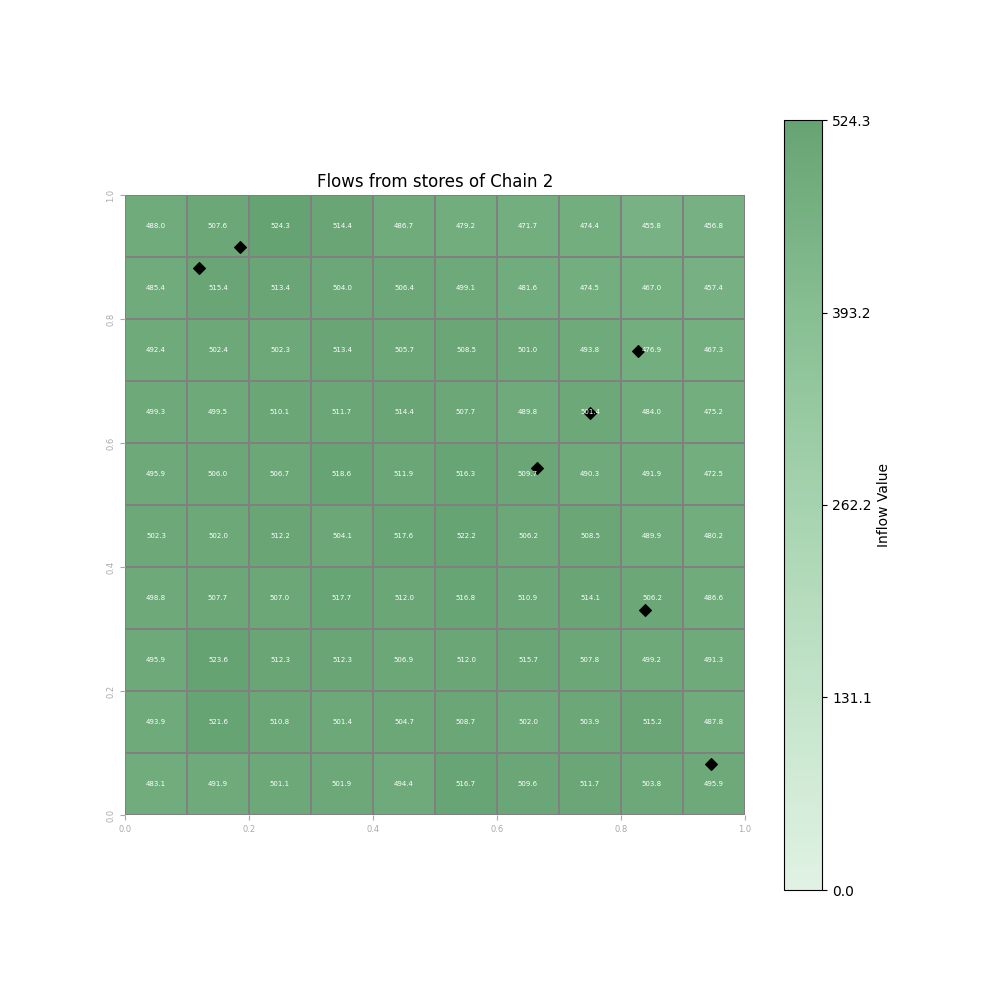 Flows from stores of Chain 2
524.3
393.2
262.2
131.1
0.0
Inflow Value
1.0
488.0 507.6 524.3 514.4 486.7 479.2 471.7 474.4 455.8 456.8
485.4 515.4 513.4 504.0 506.4 499.1 481.6 474.5 467.0 457.4
0.8
492.4 502.4 502.3 513.4 505.7 508.5 501.0 493.8 476.9 467.3
499.3 499.5 510.1 511.7 514.4 507.7 489.8 484.0 475.2
0.6
495.9 506.0 506.7 518.6 511.9 516.3 490.3 491.9 472.5
502.3 502.0 512.2 504.1 517.6 522.2 506.2 508.5 489.9 480.2
0.4
498.8 507.7 507.0 517.7 512.0 516.8 510.9 514.1 506.2 486.6
495.9 523.6 512.3 512.3 506.9 512.0 515.7 507.8 499.2 491.3
0.2
493.9 521.6 510.8 501.4 504.7 508.7 502.0 503.9 515.2 487.8
483.1 491.9 501.1 501.9 494.4 516.7 509.6 511.7 503.8 495.9
0.0
0.0 0.2 0.4 0.6 0.8 1.0